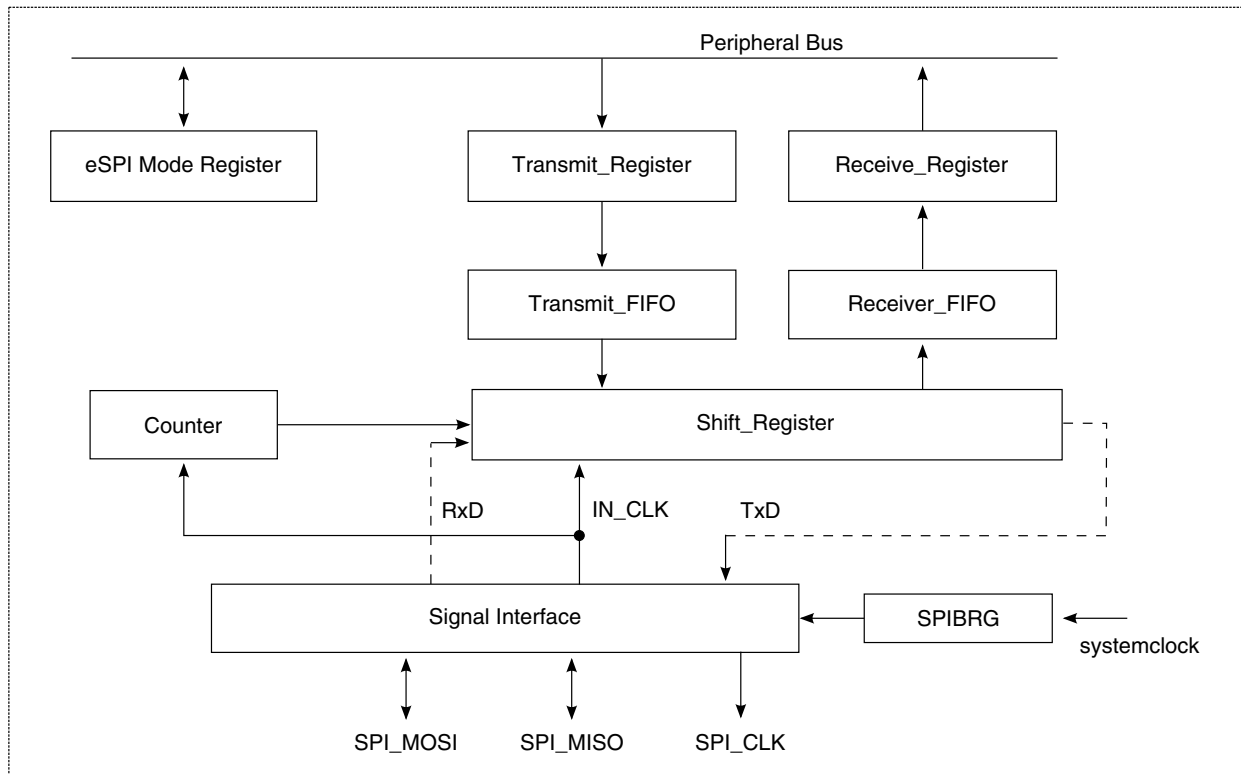 Peripheral Bus
eSPI Mode Register
Transmit_Register
Receive_Register
Transmit_FIFO
Receiver_FIFO
Counter
Shift_Register
RxD
IN_CLK
TxD
Signal Interface
SPIBRG
systemclock
SPI_MOSI
SPI_MISO
SPI_CLK